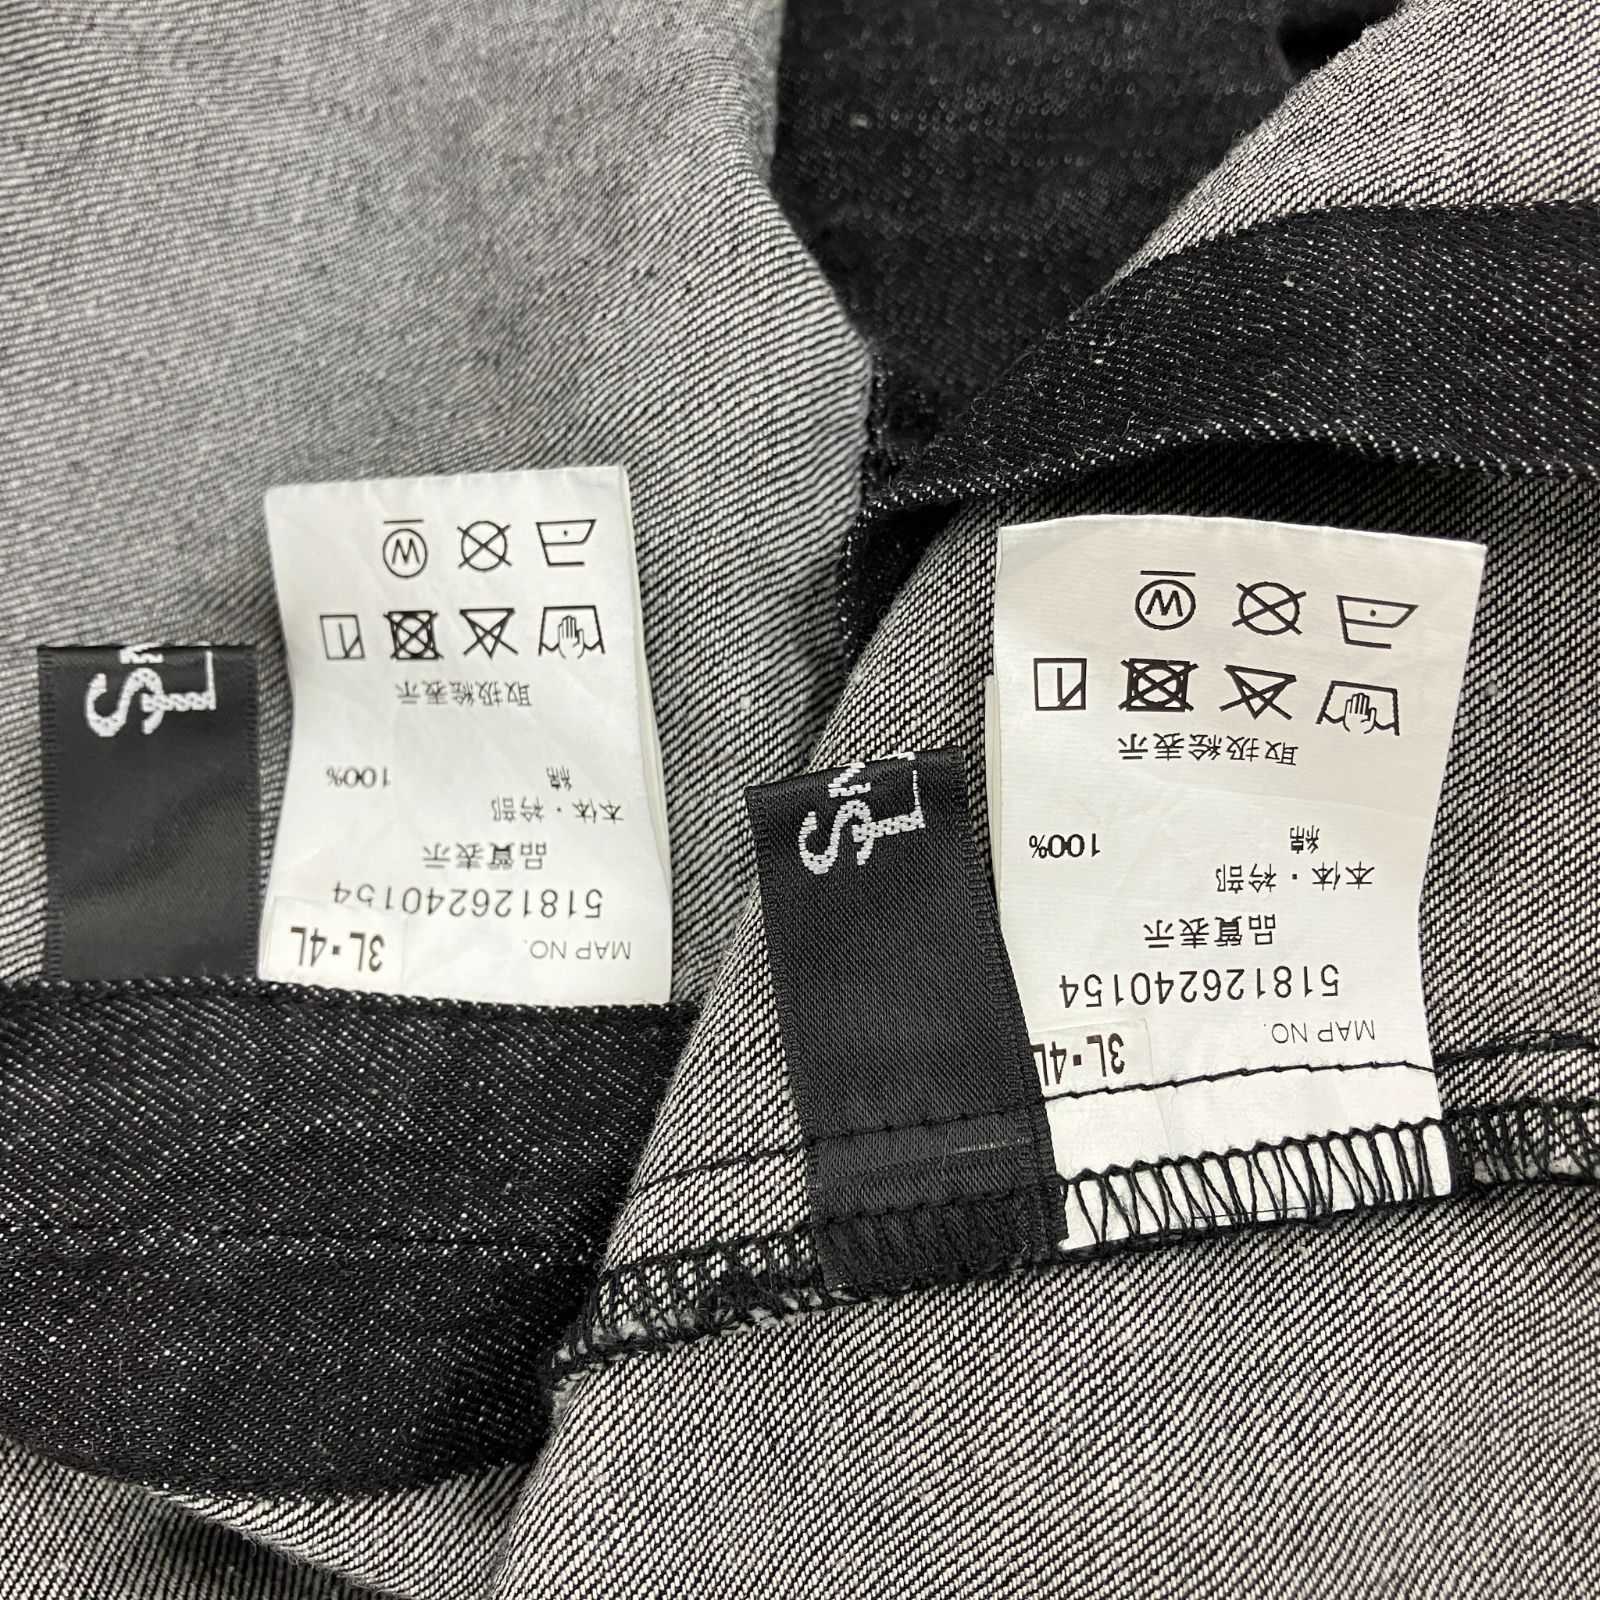 MAP NO. 3L・4L
518126240154
品質表示
本体・衿部
綿 100%
取扱絵表示
W
MAP NO. 3L・4L
518126240154
品質表示
本体・衿部
綿 100%
取扱絵表示
W